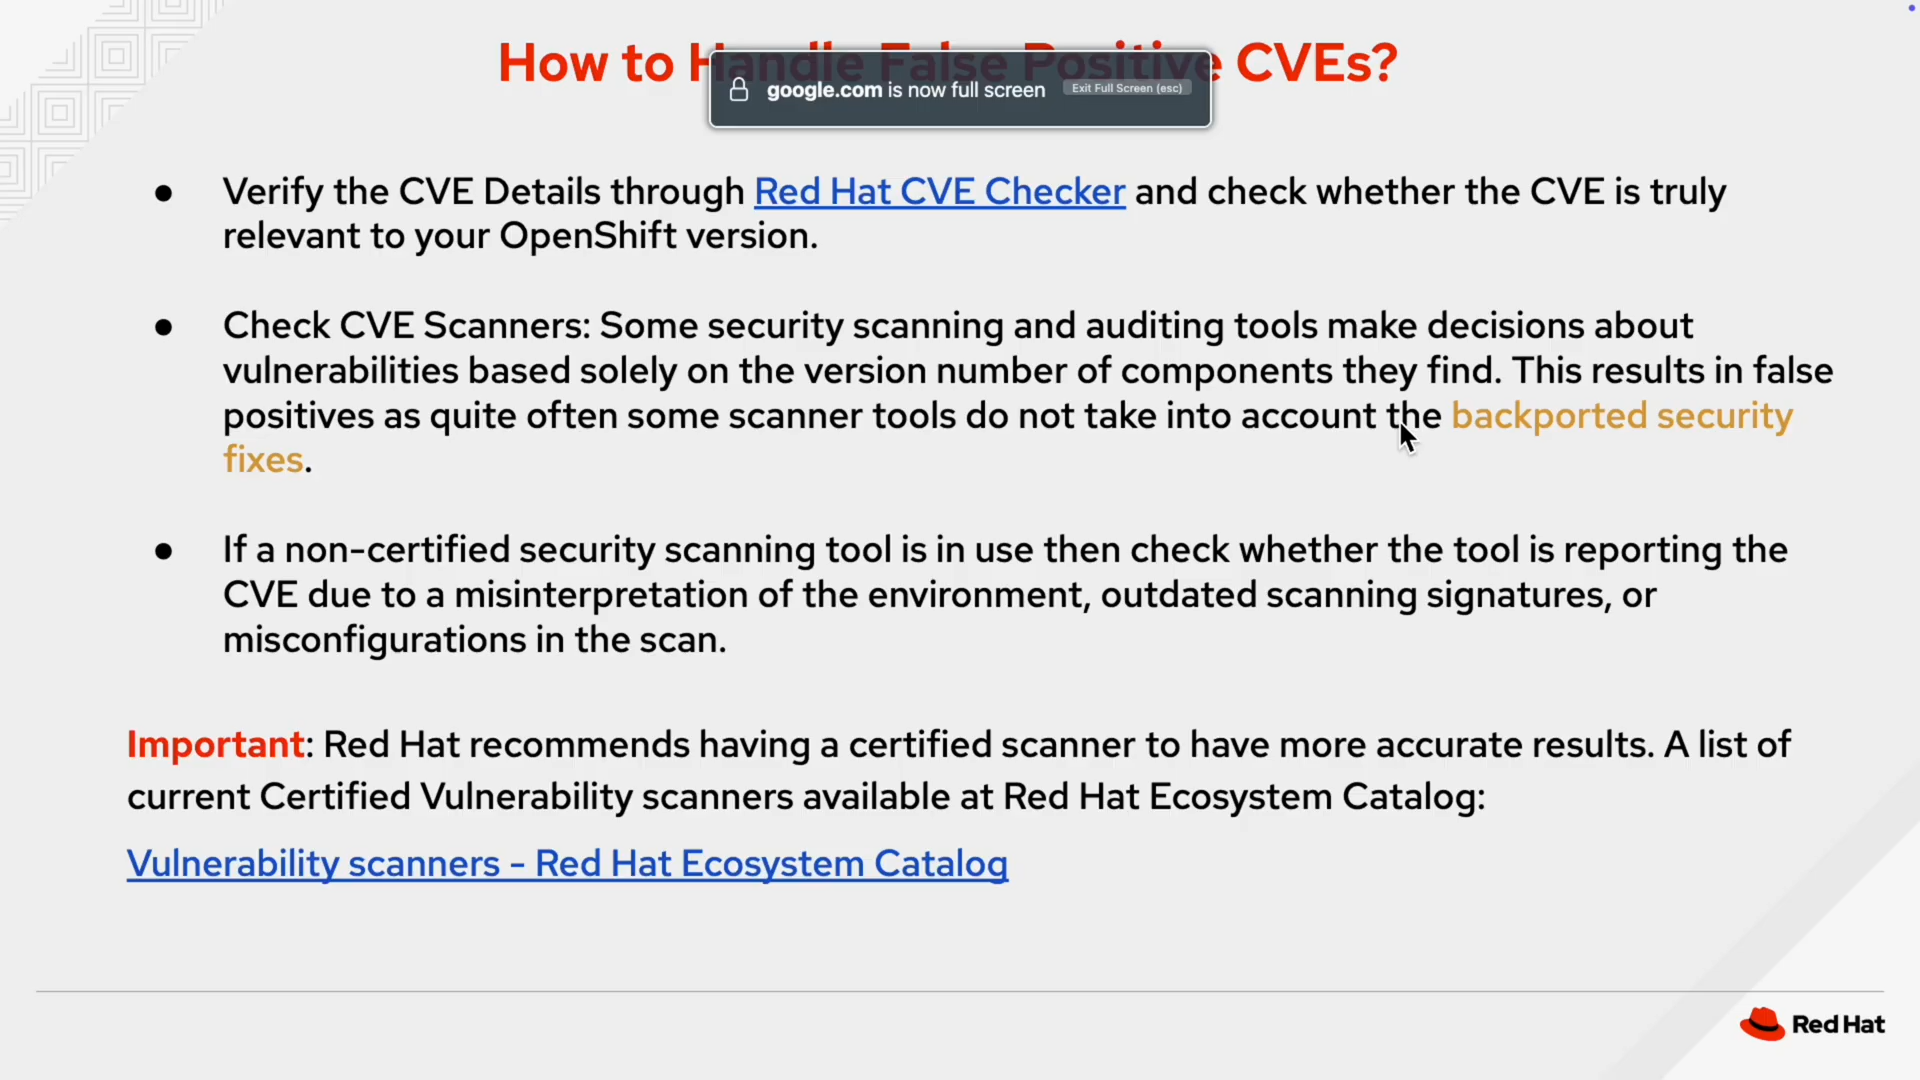 How to Handle False Positive CVEs?
google.com is now full screen Exit Full Screen (esc)
● Verify the CVE Details through Red Hat CVE Checker and check whether the CVE is truly
relevant to your OpenShift version.
● Check CVE Scanners: Some security scanning and auditing tools make decisions about
vulnerabilities based solely on the version number of components they find. This results in false
positives as quite often some scanner tools do not take into account the backported security
fixes.
● If a non-certified security scanning tool is in use then check whether the tool is reporting the
CVE due to a misinterpretation of the environment, outdated scanning signatures, or
misconfigurations in the scan.
Important: Red Hat recommends having a certified scanner to have more accurate results. A list of
current Certified Vulnerability scanners available at Red Hat Ecosystem Catalog:
Vulnerability scanners - Red Hat Ecosystem Catalog
Red Hat